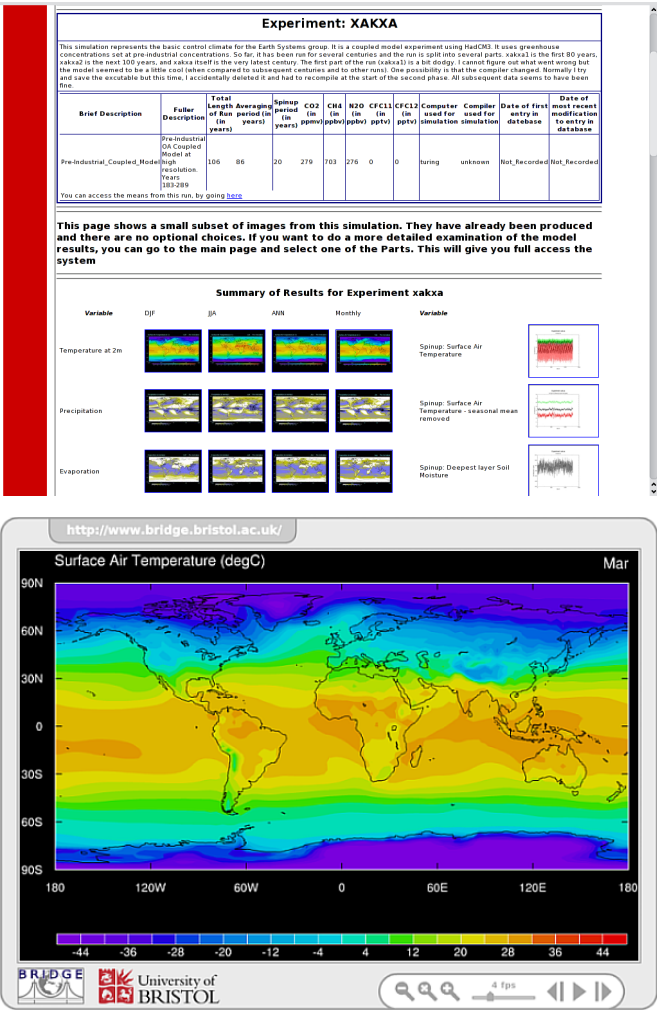 Experiment: XAKXA
This simulation represents the basic control climate for the Earth Systems group. It is a coupled model experiment using HadCM3. It uses greenhouse
concentrations set at pre-industrial concentrations. So far, it has been run for several centuries and the run is split into several parts. xakxa1 is the first 80 years,
xakxa2 is the next 100 years, and xakxa itself is the very latest century. The first part of the run (xakxa1) is a bit dodgy. I cannot figure out what went wrong but
the model seemed to be a little cool (when compared to subsequent centuries and to other runs). One possibility is that the compiler changed. Normally I try
and save the excutable but this time, I accidentally deleted it and had to recompile at the start of the second phase. All subsequent data seems to have been
fine.
Brief Description Fuller Description Total Length of Run (in years) Averaging period (in years) Spinup period (in years) CO2 (in ppmv) CH4 (in ppbv) N2O (in ppbv) CFC11 (in pptv) CFC12 (in pptv) Computer used for simulation Compiler used for simulation Date of first entry in detebase Date of most recent modification to entry in database
Pre-Industrial_Coupled_Model Pre-Industrial OA Coupled Model at high resolution. Years 183-289 106 86 20 279 703 276 0 0 turing unknown Not_Recorded Not_Recorded
You can access the means from this run, by going here
This page shows a small subset of images from this simulation. They have already been produced
and there are no optional choices. If you want to do a more detailed examination of the model
results, you can go to the main page and select one of the Parts. This will give you full access the
system
Summary of Results for Experiment xakxa
Variable DJF JJA ANN Monthly Variable
Temperature at 2m Spinup: Surface Air Temperature
Precipitation Spinup: Surface Air Temperature - seasonal mean removed
Evaporation Spinup: Deepest layer Soil Moisture
http://www.bridge.bristol.ac.uk/
Surface Air Temperature (degC) Mar
90N
60N
30N
0
30S
60S
90S
180 120W 60W 0 60E 120E 180
-44 -36 -28 -20 -12 -4 4 12 20 28 36 44
BRIDGE University of BRISTOL 4 fps